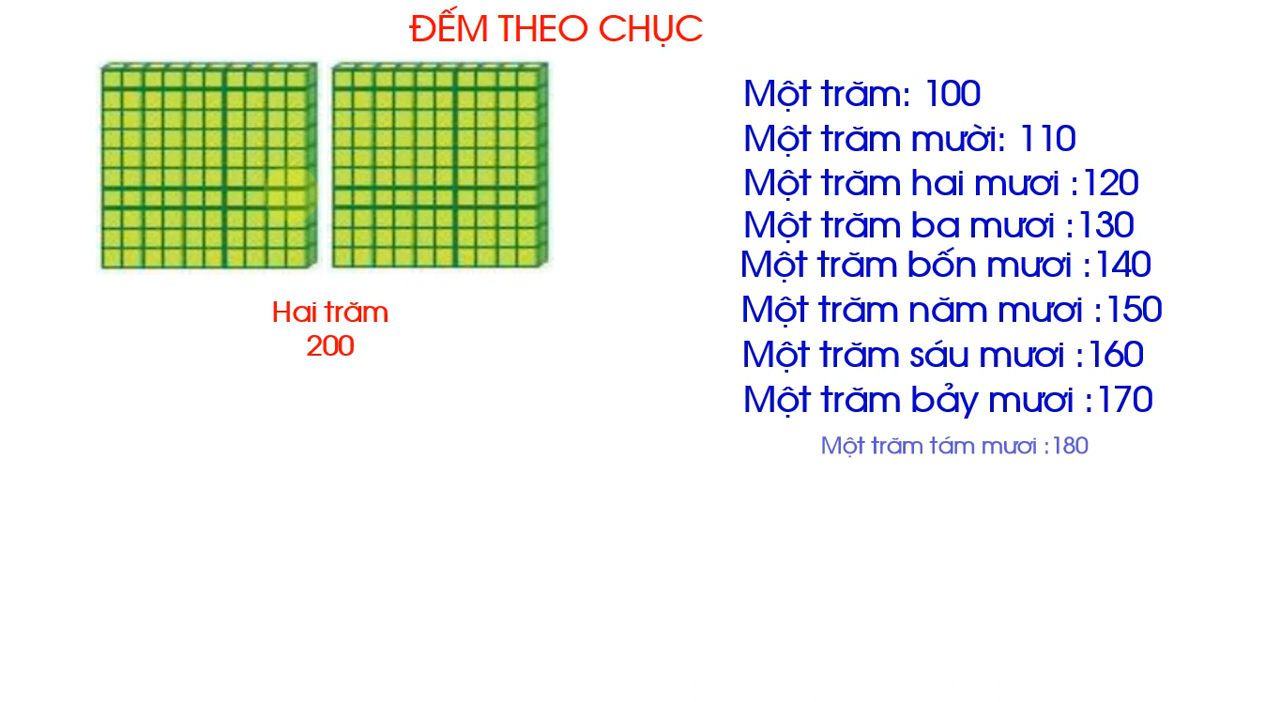 ĐẾM THEO CHỤC
Hai trăm
200
Một trăm: 100
Một trăm mười: 110
Một trăm hai mươi :120
Một trăm ba mươi :130
Một trăm bốn mươi :140
Một trăm năm mươi :150
Một trăm sáu mươi :160
Một trăm bảy mươi :170
Một trăm tám mươi :180